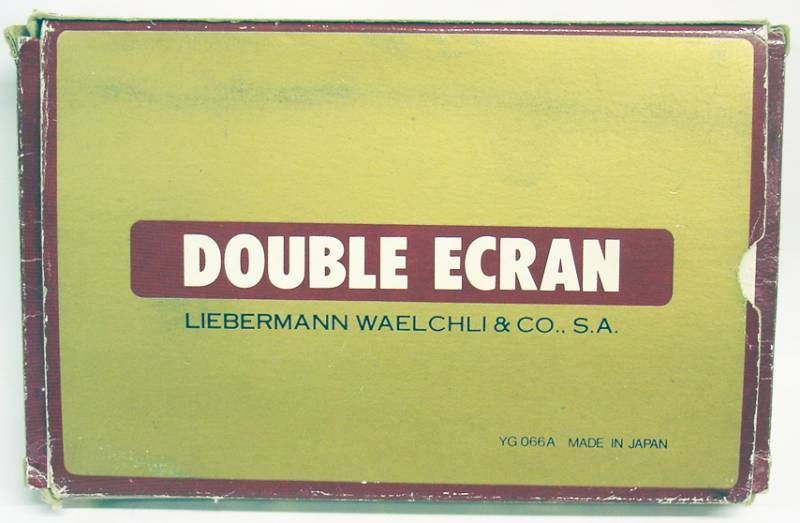 DOUBLE ECRAN
LIEBERMANN WAELCHLI & CO., S.A.
YG 066A MADE IN JAPAN